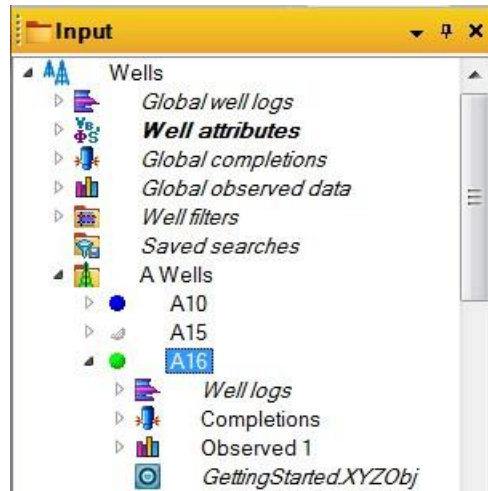 Input
Wells
Global well logs
Well attributes
Global completions
Global observed data
Well filters
Saved searches
A Wells
A10
A15
A16
Well logs
Completions
Observed 1
GettingStarted.XYZObj